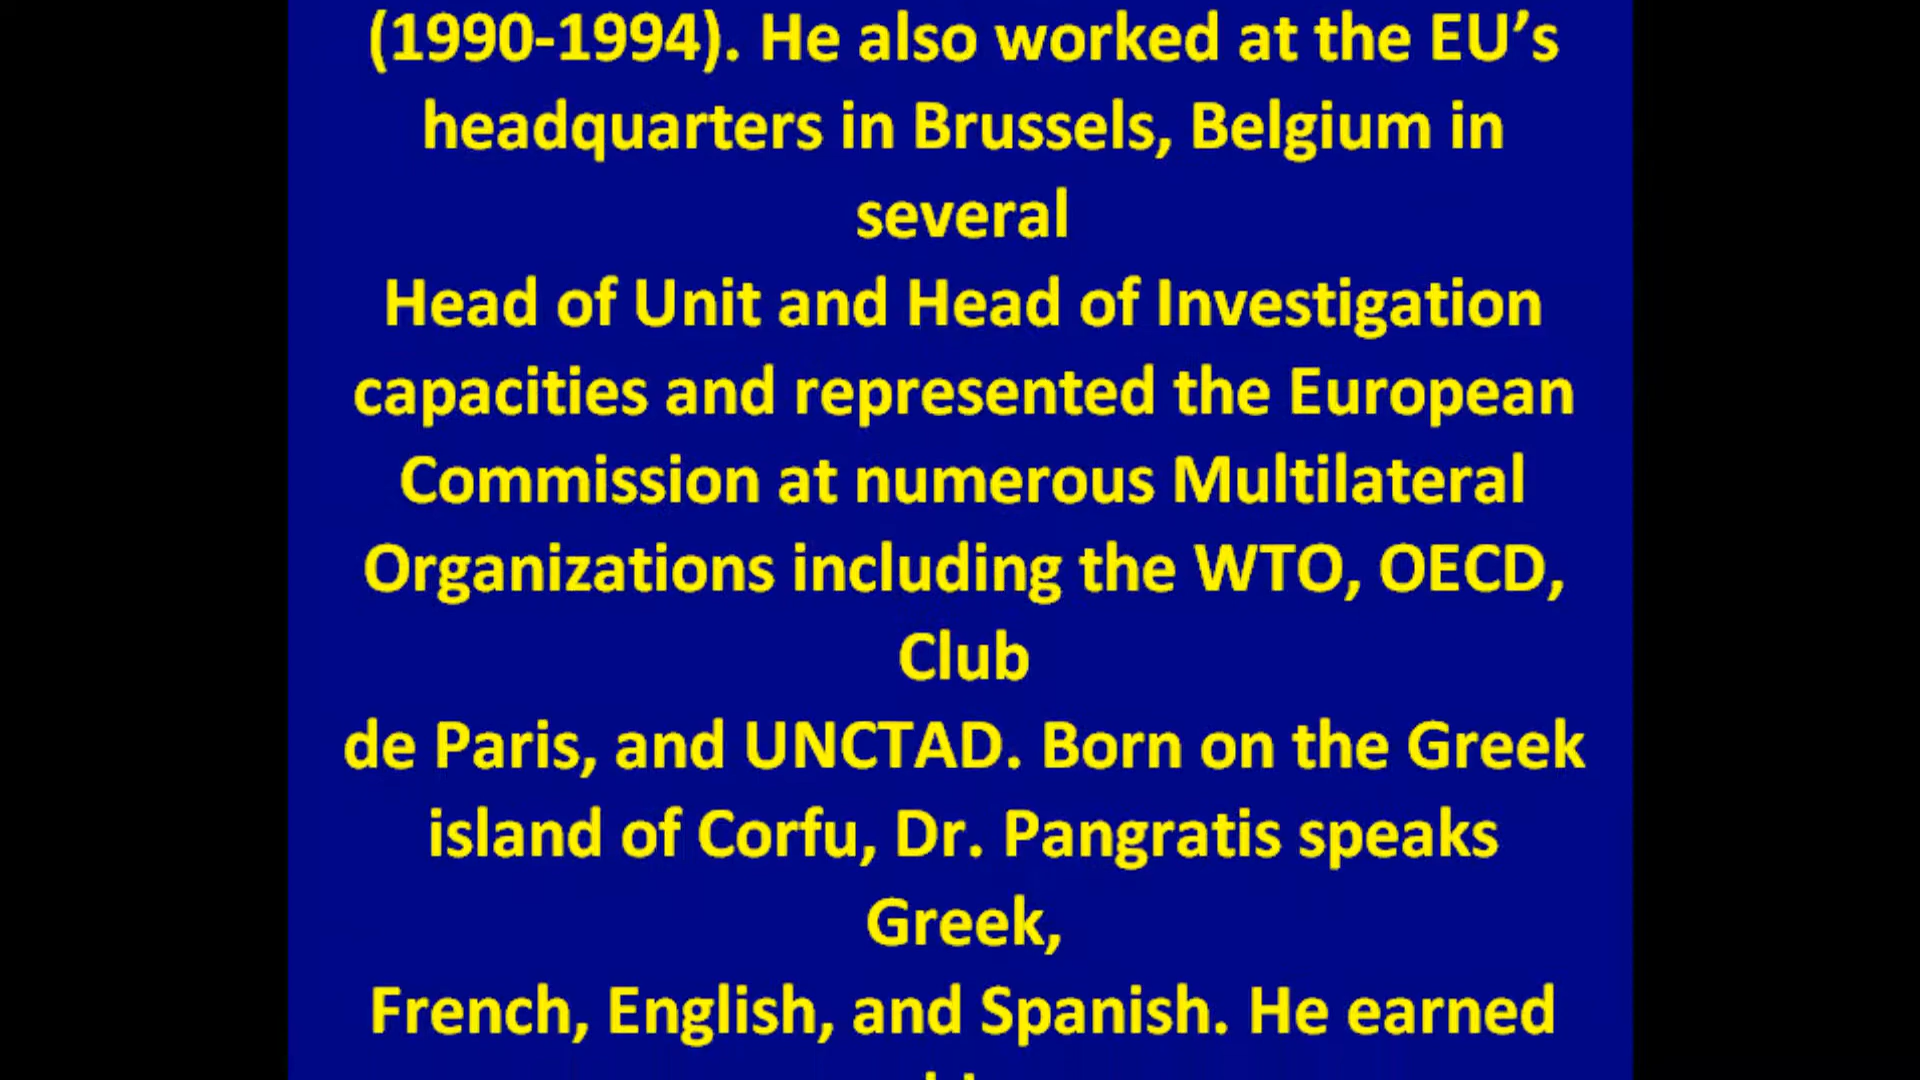 (1990-1994). He also worked at the EU’s
headquarters in Brussels, Belgium in
several
Head of Unit and Head of Investigation
capacities and represented the European
Commission at numerous Multilateral
Organizations including the WTO, OECD,
Club
de Paris, and UNCTAD. Born on the Greek
island of Corfu, Dr. Pangratis speaks
Greek,
French, English, and Spanish. He earned